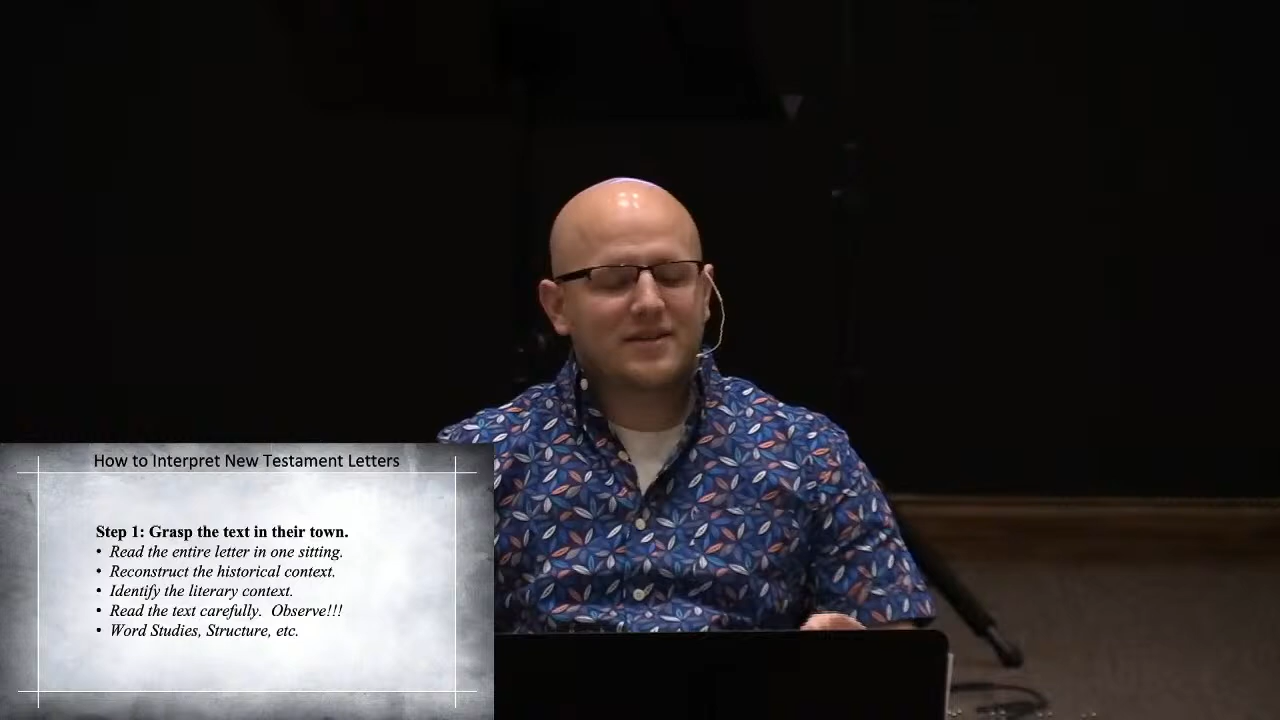 How to Interpret New Testament Letters
Step 1: Grasp the text in their town.
• Read the entire letter in one sitting.
• Reconstruct the historical context.
• Identify the literary context.
• Read the text carefully.  Observe!!!
• Word Studies, Structure, etc.